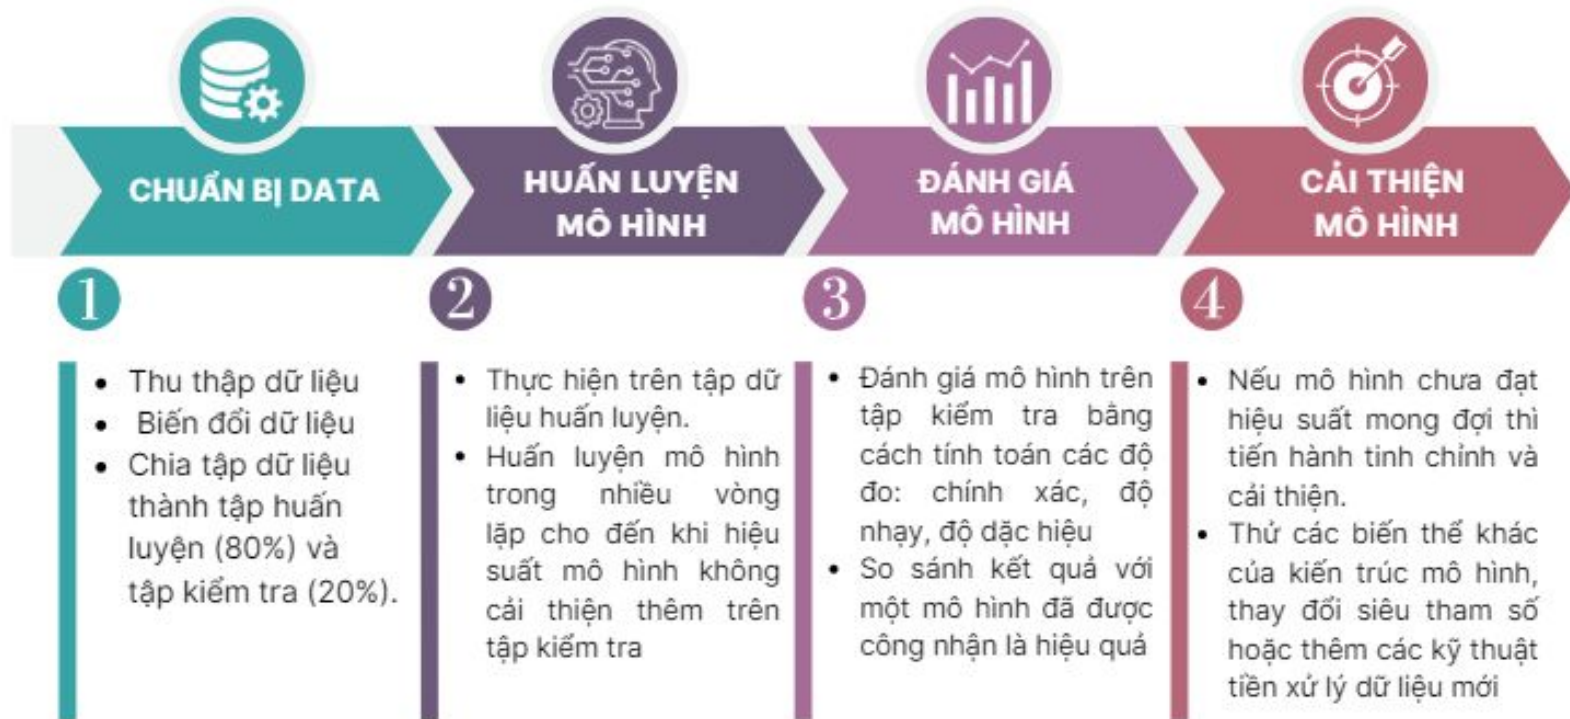 CHUẨN BỊ DATA
HUẤN LUYỆN
MÔ HÌNH
ĐÁNH GIÁ
MÔ HÌNH
CẢI THIỆN
MÔ HÌNH
1
• Thu thập dữ liệu
• Biến đổi dữ liệu
• Chia tập dữ liệu
thành tập huấn
luyện (80%) và
tập kiểm tra (20%).
2
• Thực hiện trên tập dữ
liệu huấn luyện.
• Huấn luyện mô hình
trong nhiều vòng
lặp cho đến khi hiệu
suất mô hình không
cải thiện thêm trên
tập kiểm tra
3
• Đánh giá mô hình trên
tập kiểm tra bằng
cách tính toán các độ
đo: chính xác, độ
nhạy, độ dặc hiệu
• So sánh kết quả với
một mô hình đã được
công nhận là hiệu quả
4
• Nếu mô hình chưa đạt
hiệu suất mong đợi thì
tiến hành tinh chỉnh và
cải thiện.
• Thử các biến thể khác
của kiến trúc mô hình,
thay đổi siêu tham số
hoặc thêm các kỹ thuật
tiền xử lý dữ liệu mới